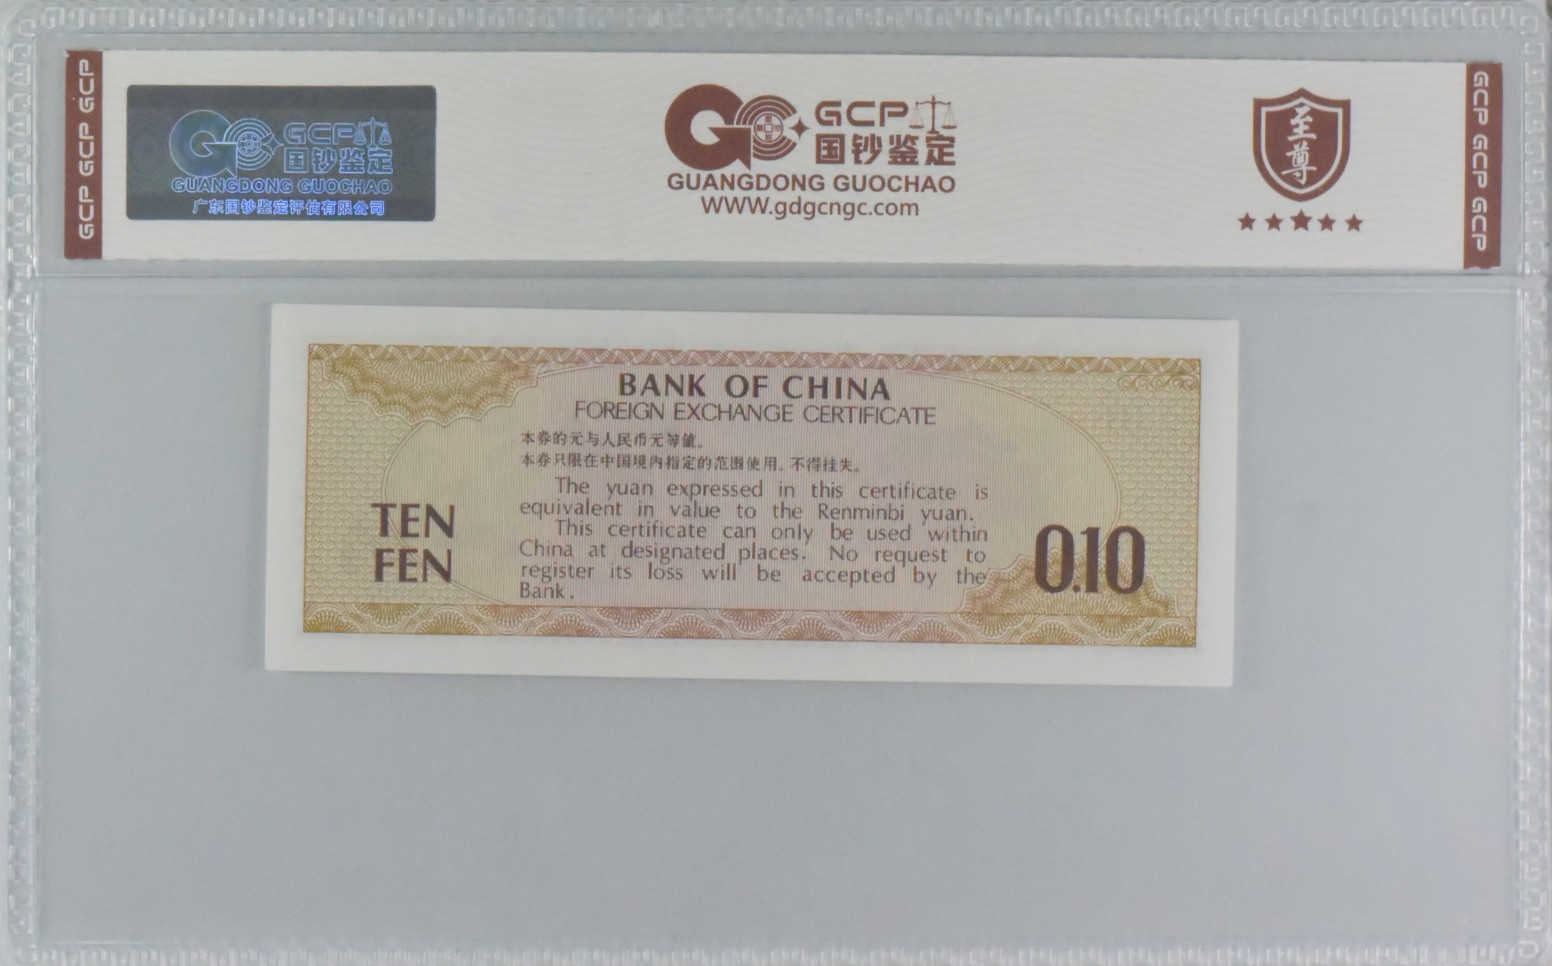 GCP GCP GCP
GCP
国钞鉴定
GUANGDONG GUOCHAO
广东国钞鉴定评估有限公司
GCP
国钞鉴定
GUANGDONG GUOCHAO
WWW.gdgcngc.com
至尊
GCP GCP GCP
BANK OF CHINA
FOREIGN EXCHANGE CERTIFICATE
本券的元与人民币元等值。
本券只限在中国境内指定的范围使用。不得挂失。
The yuan expressed in this certificate is
equivalent in value to the Renminbi yuan.
This certificate can only be used within
China at designated places. No request to
register its loss will be accepted by the
Bank.
TEN
FEN
0.10